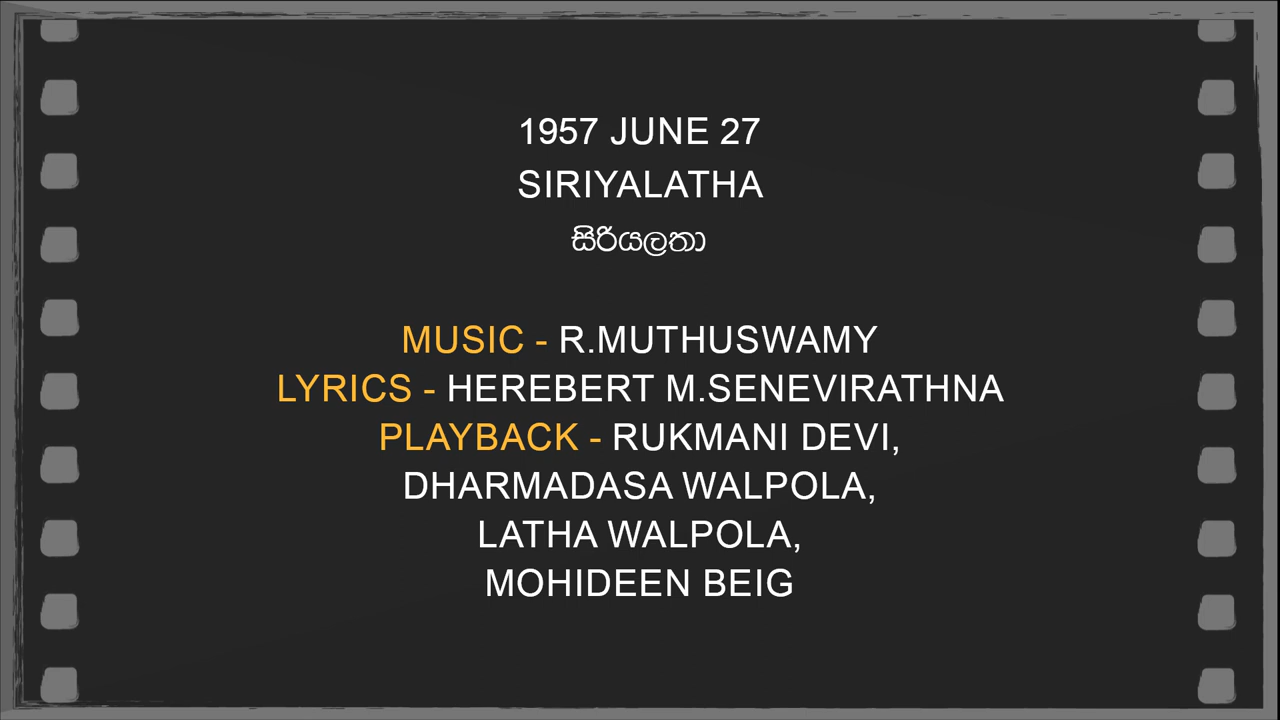 1957 JUNE 27
SIRIYALATHA
සිරියලතා
MUSIC - R.MUTHUSWAMY
LYRICS - HEREBERT M.SENEVIRATHNA
PLAYBACK - RUKMANI DEVI,
DHARMADASA WALPOLA,
LATHA WALPOLA,
MOHIDEEN BEIG